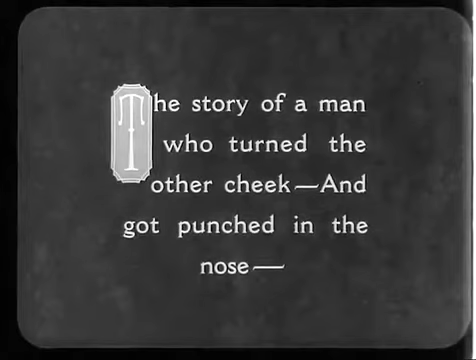 The story of a man
who turned the
other cheek—And
got punched in the
nose—